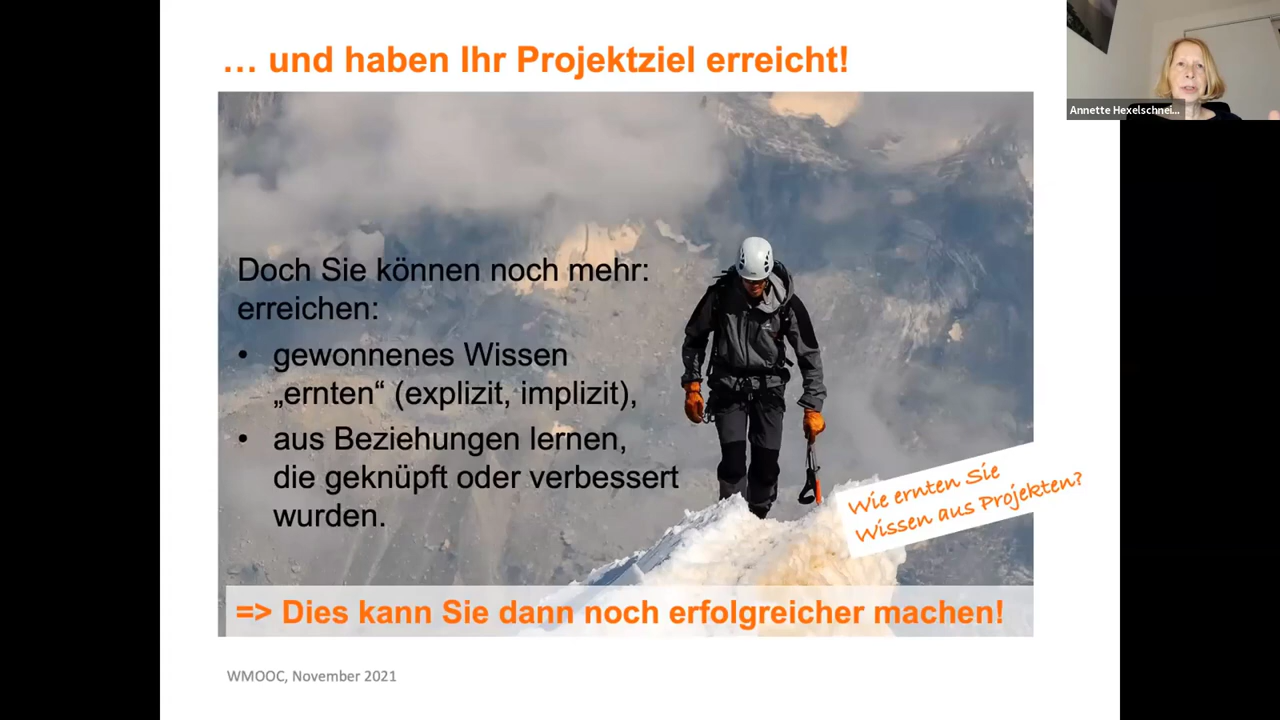 … und haben Ihr Projektziel erreicht!
Annette Hexelschnei...
Doch Sie können noch mehr:
erreichen:
• gewonnenes Wissen
„ernten“ (explizit, implizit),
• aus Beziehungen lernen,
die geknüpft oder verbessert
wurden.
Wie ernten Sie
Wissen aus Projekten?
=> Dies kann Sie dann noch erfolgreicher machen!
WMOOC, November 2021